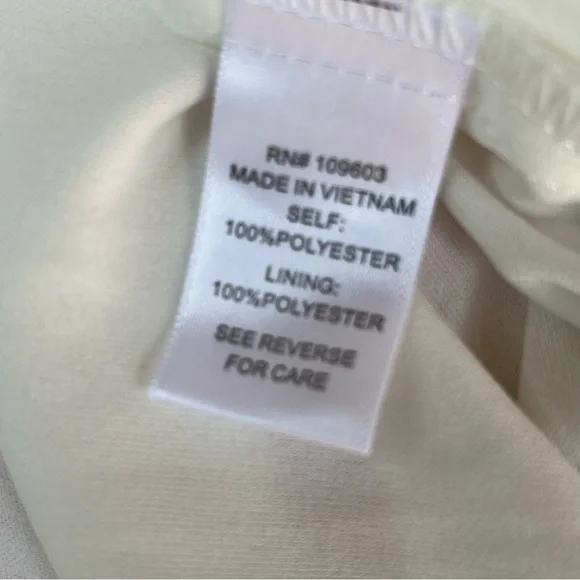 RN# 109603
MADE IN VIETNAM
SELF:
100%POLYESTER
LINING:
100%POLYESTER
SEE REVERSE
FOR CARE